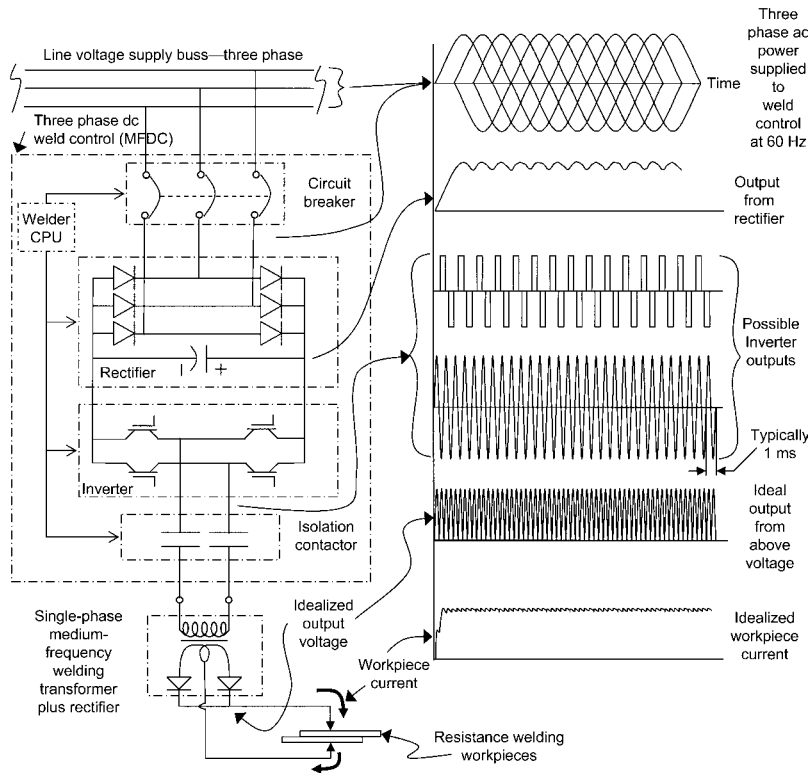 Line voltage supply buss—three phase
Three phase dc
weld control (MFDC)
Circuit
breaker
Welder
CPU
Rectifier
Inverter
Isolation
contactor
Single-phase
medium-
frequency
welding
transformer
plus rectifier
Idealized
output
voltage
Workpiece
current
Resistance welding
workpieces
Three
phase ac
power
supplied
to
weld
control
at 60 Hz
Time
Output
from
rectifier
Possible
Inverter
outputs
Typically
1 ms
Ideal
output
from
above
voltage
Idealized
workpiece
current